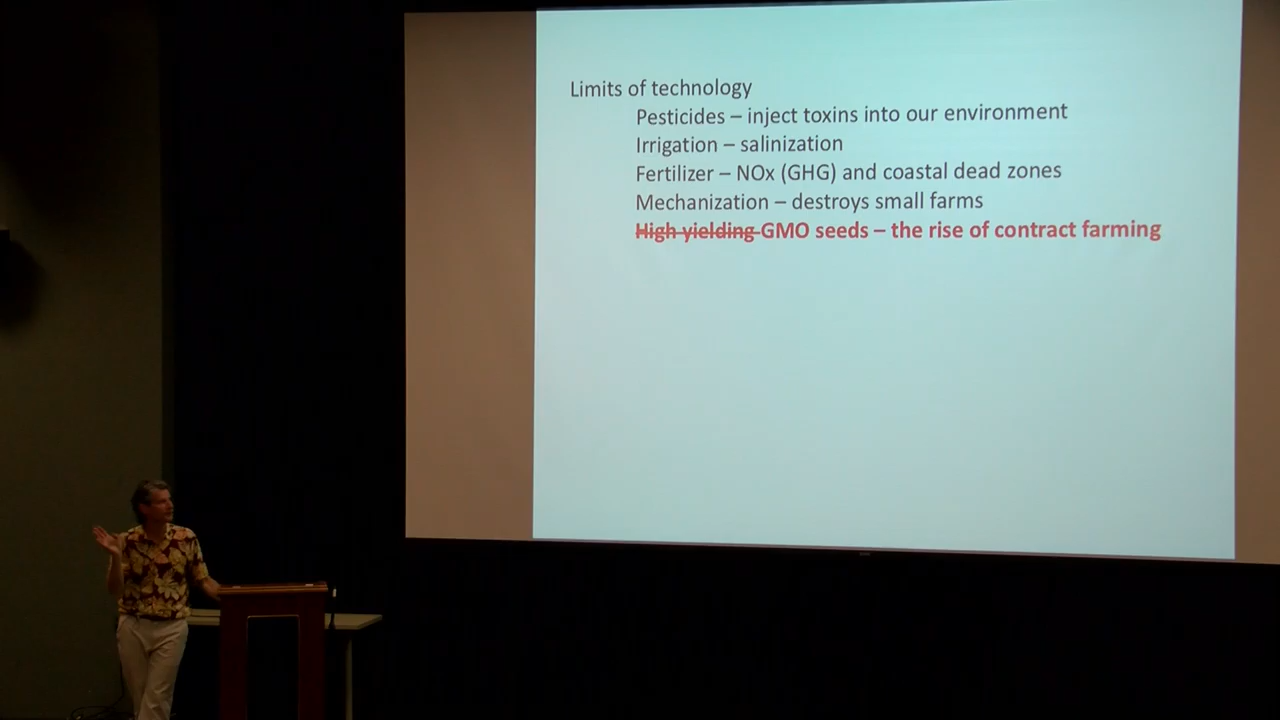 Limits of technology
Pesticides – inject toxins into our environment
Irrigation – salinization
Fertilizer – NOx (GHG) and coastal dead zones
Mechanization – destroys small farms
High yielding GMO seeds – the rise of contract farming